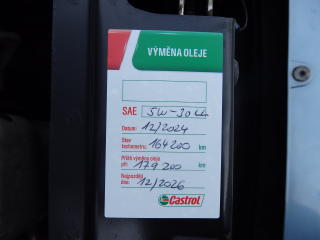 VÝMĚNA OLEJE
SAE 5W-30 LL
Datum: 12/2024
Stav
tachometru: 164 200 km
Příští výměna oleje
při: 179 200 km
Nejpozději
dne: 12/2026
Castrol